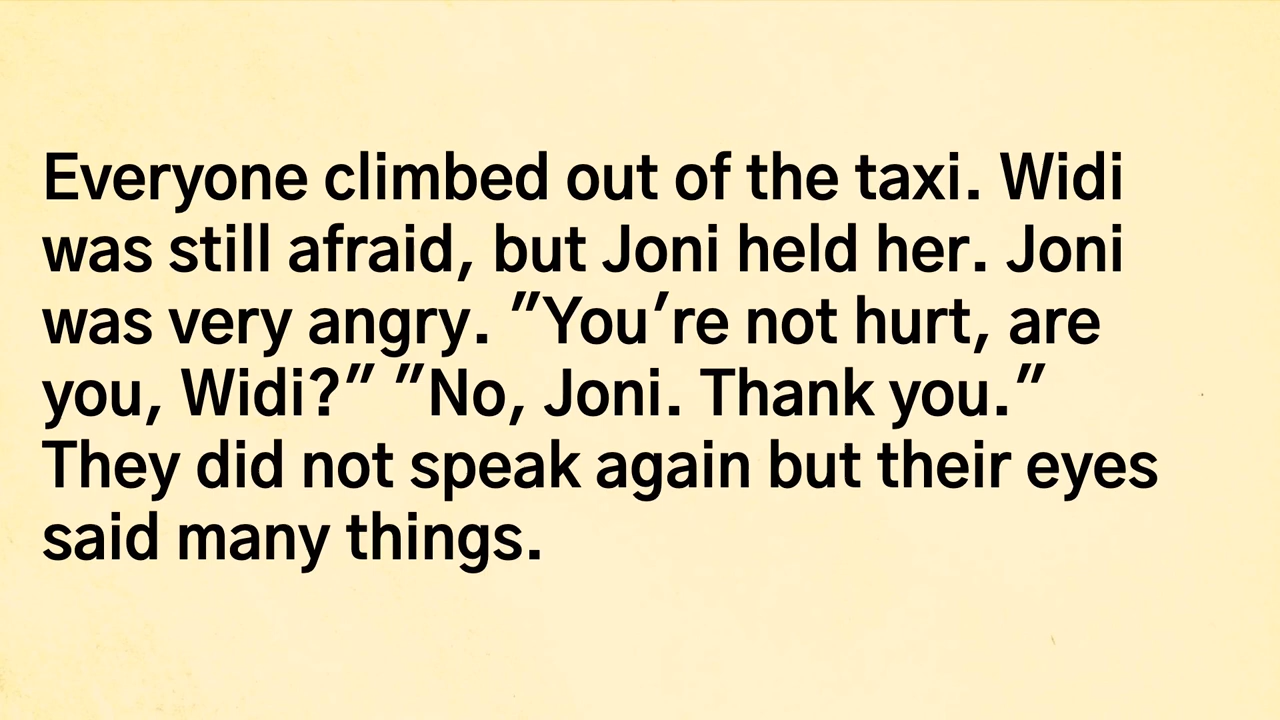 Everyone climbed out of the taxi. Widi
was still afraid, but Joni held her. Joni
was very angry. "You're not hurt, are
you, Widi?" "No, Joni. Thank you."
They did not speak again but their eyes
said many things.